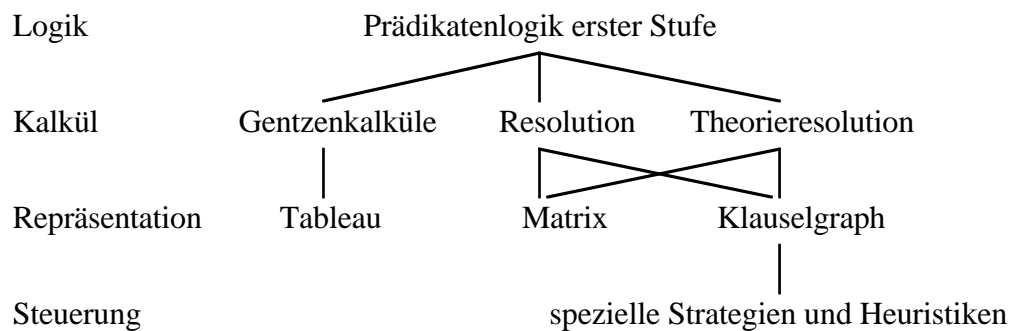 Logik Prädikatenlogik erster Stufe
Kalkül Gentzenkalküle Resolution Theorieresolution
Repräsentation Tableau Matrix Klauselgraph
Steuerung spezielle Strategien und Heuristiken